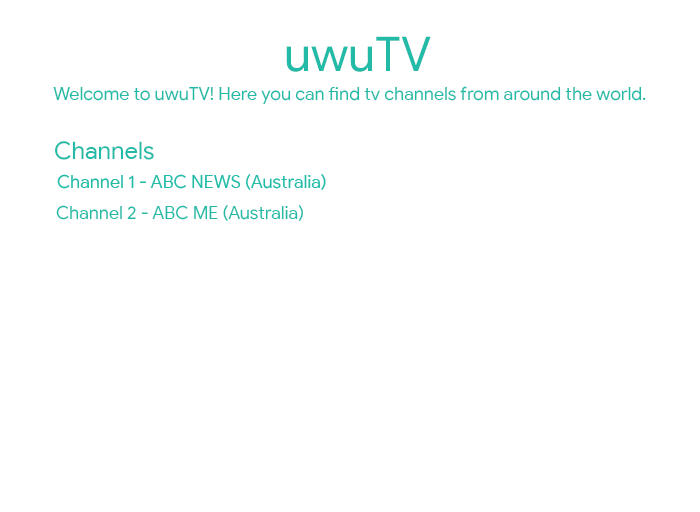 uwuTV
Welcome to uwuTV! Here you can find tv channels from around the world.
Channels
Channel 1 - ABC NEWS (Australia)
Channel 2 - ABC ME (Australia)